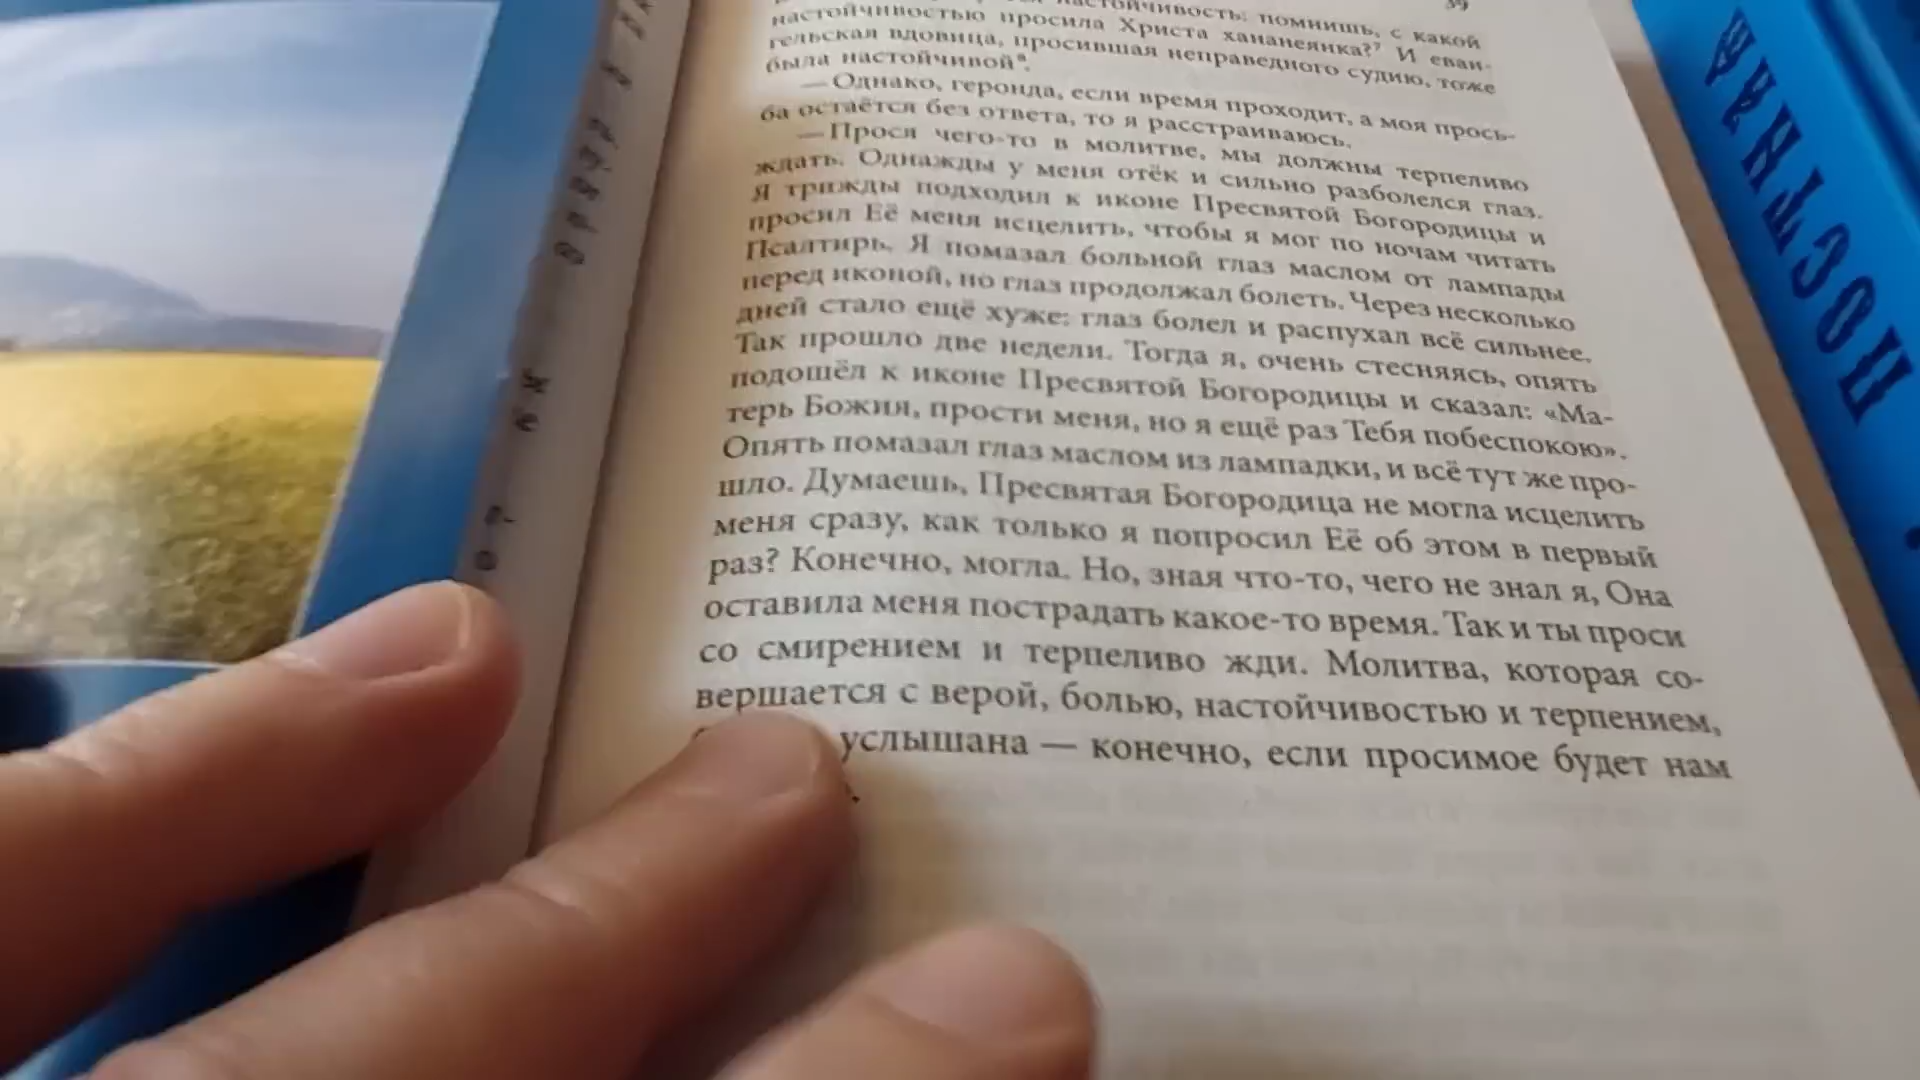 39
настойчивость: помнишь, с какой
настойчивостью просила Христа хананеянка?⁷ И еван-
гельская вдовица, просившая неправедного судию, тоже
была настойчивой⁸.
— Однако, геронда, если время проходит, а моя прось-
ба остаётся без ответа, то я расстраиваюсь.
— Прося чего-то в молитве, мы должны терпеливо
ждать. Однажды у меня отёк и сильно разболелся глаз.
Я трижды подходил к иконе Пресвятой Богородицы и
просил Её меня исцелить, чтобы я мог по ночам читать
Псалтирь. Я помазал больной глаз маслом от лампады
перед иконой, но глаз продолжал болеть. Через несколько
дней стало ещё хуже: глаз болел и распухал всё сильнее.
Так прошло две недели. Тогда я, очень стесняясь, опять
подошёл к иконе Пресвятой Богородицы и сказал: «Ма-
терь Божия, прости меня, но я ещё раз Тебя побеспокою».
Опять помазал глаз маслом из лампадки, и всё тут же про-
шло. Думаешь, Пресвятая Богородица не могла исцелить
меня сразу, как только я попросил Её об этом в первый
раз? Конечно, могла. Но, зная что-то, чего не знал я, Она
оставила меня пострадать какое-то время. Так и ты проси
со смирением и терпеливо жди. Молитва, которая со-
вершается с верой, болью, настойчивостью и терпением,
услышана — конечно, если просимое будет нам
ПОСТНАЯ